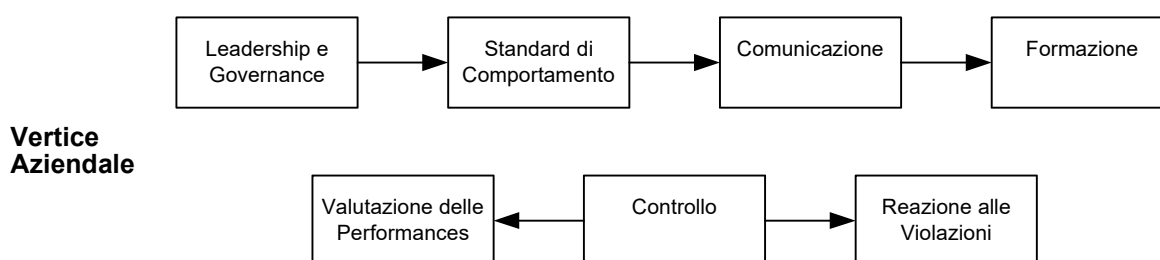 Leadership e
Governance
Standard di
Comportamento
Comunicazione
Formazione
Vertice
Aziendale
Valutazione delle
Performances
Controllo
Reazione alle
Violazioni